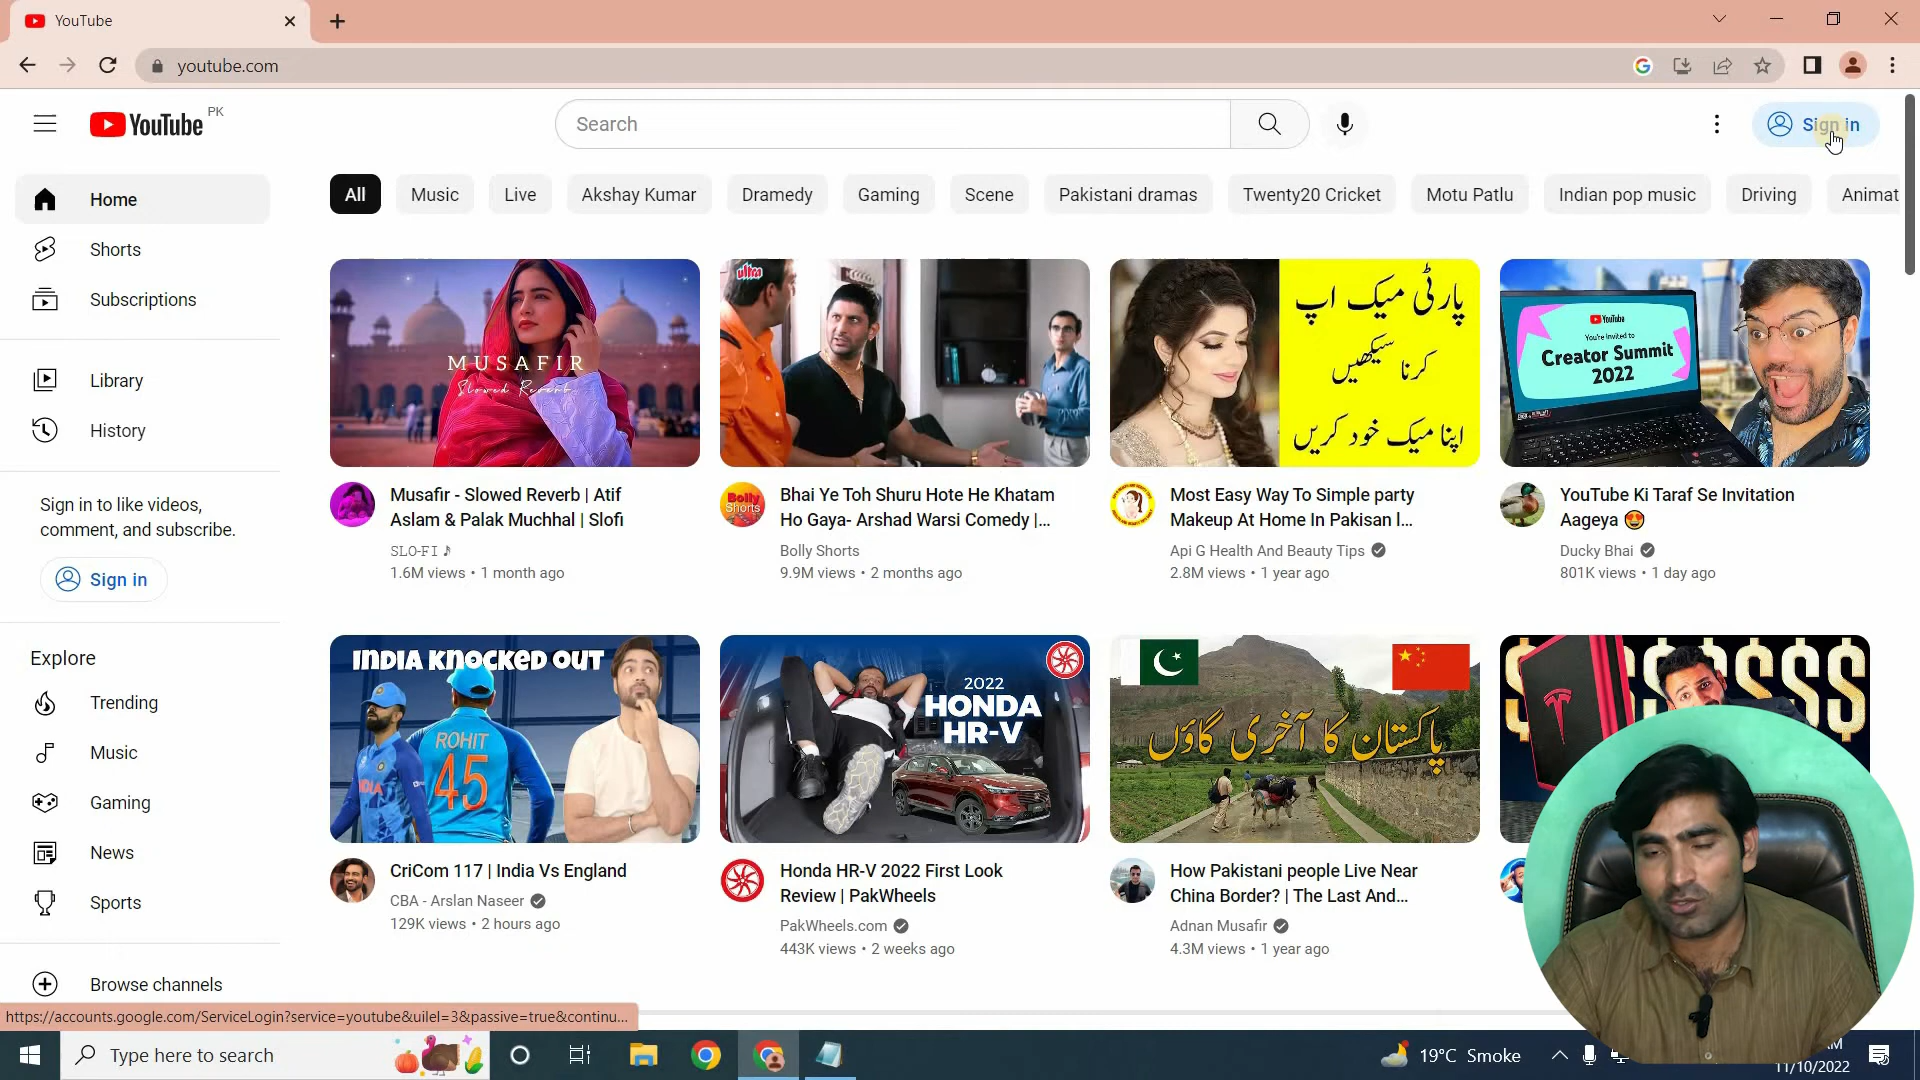 YouTube
youtube.com
YouTube PK
Search
Sign in
Home
Shorts
Subscriptions
Library
History
Sign in to like videos,
comment, and subscribe.
Sign in
Explore
Trending
Music
Gaming
News
Sports
Browse channels
All
Music
Live
Akshay Kumar
Dramedy
Gaming
Scene
Pakistani dramas
Twenty20 Cricket
Motu Patlu
Indian pop music
Driving
Animat
MUSAFIR
Slowed Reverb
Musafir - Slowed Reverb | Atif
Aslam & Palak Muchhal | Slofi
SLO-FI ♪
1.6M views • 1 month ago
ultra
Bolly
Shorts
Bhai Ye Toh Shuru Hote He Khatam
Ho Gaya- Arshad Warsi Comedy |...
Bolly Shorts
9.9M views • 2 months ago
پارٹی میک اپ
کرنا سیکھیں
اپنا میک خود کریں
Most Easy Way To Simple party
Makeup At Home In Pakisan l...
Api G Health And Beauty Tips
2.8M views • 1 year ago
YouTube
You're invited to
Creator Summit
2022
YouTube Ki Taraf Se Invitation
Aageya 😍
Ducky Bhai
801K views • 1 day ago
INDIA KNOCKED OUT
INDIA
ROHIT
45
CriCom 117 | India Vs England
CBA - Arslan Naseer
129K views • 2 hours ago
2022
HONDA
HR-V
Honda HR-V 2022 First Look
Review | PakWheels
PakWheels.com
443K views • 2 weeks ago
پاکستان کا آخری گاؤں
How Pakistani people Live Near
China Border? | The Last And...
Adnan Musafir
4.3M views • 1 year ago
$$$
https://accounts.google.com/ServiceLogin?service=youtube&uilel=3&passive=true&continu...
Type here to search
19°C Smoke
11/10/2022